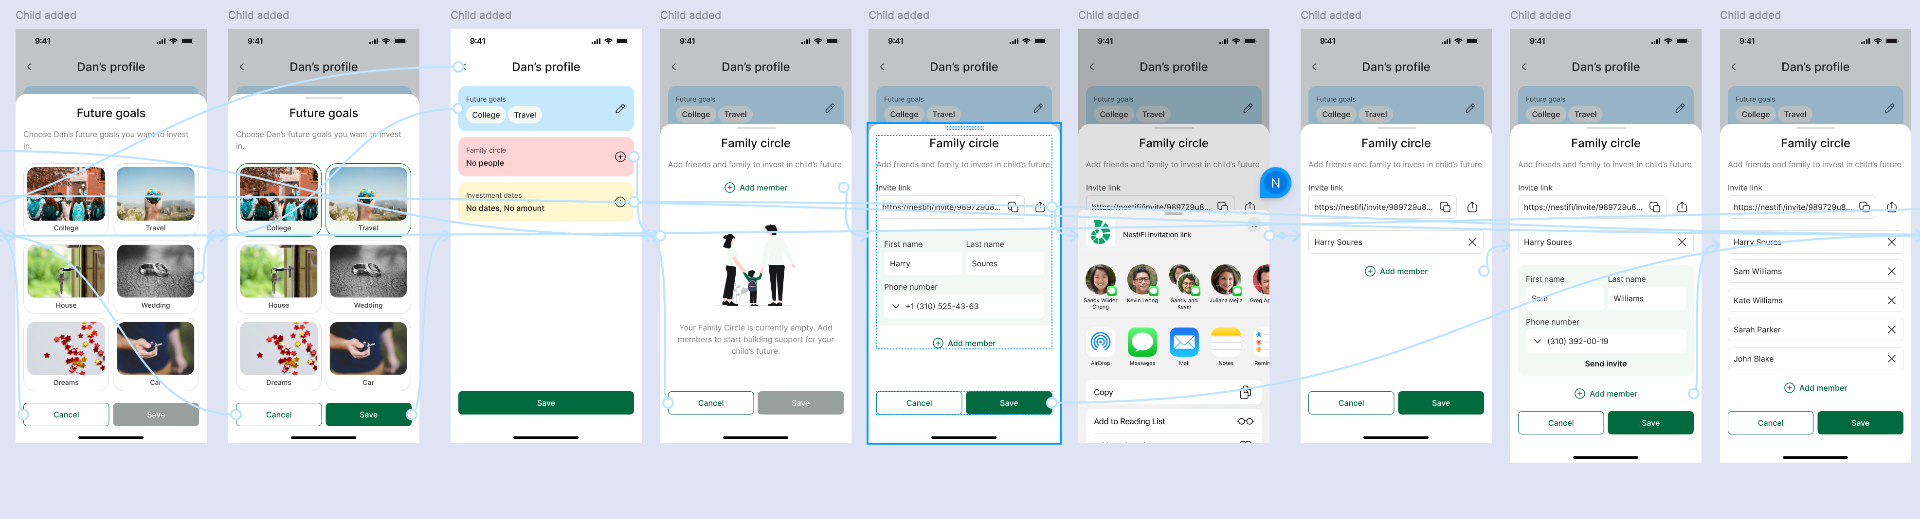 Child added
9:41
Dan's profile
Future goals
Choose Dan's future goals you want to invest
in.
College
Travel
House
Wedding
Dreams
Car
Cancel
Save
Child added
9:41
Dan's profile
Future goals
Choose Dan's future goals you want to invest
in.
College
Travel
House
Wedding
Dreams
Car
Cancel
Save
Child added
9:41
Dan's profile
Future goals
College
Travel
Family circle
No people
Investment dates
No dates, No amount
Save
Child added
9:41
Dan's profile
Future goals
College
Travel
Family circle
Add friends and family to invest in child's future
Add member
Your Family Circle is currently empty. Add
members to start building support for your
child's future.
Cancel
Save
Child added
9:41
Dan's profile
Future goals
College
Travel
Family circle
Add friends and family to invest in child's future
Invite link
https://nestifi/invite/989729u8...
First name
Last name
Harry
Soures
Phone number
+1 (310) 525-43-63
Add member
Cancel
Save
Child added
9:41
Dan's profile
Future goals
College
Travel
Family circle
Add friends and family to invest in child's future
Invite link
https://nestifi/invite/989729u8...
N
NestiFi invitation link
Sandy Wilder
Cheng
Kevin Leong
Sandy and
Kevin
Juliana Mejia
Greg Ap
AirDrop
Messages
Mail
Notes
Remin
Copy
Add to Reading List
Child added
9:41
Dan's profile
Future goals
College
Travel
Family circle
Add friends and family to invest in child's future
Invite link
https://nestifi/invite/989729u8...
Harry Soures
Add member
Cancel
Save
Child added
9:41
Dan's profile
Future goals
College
Travel
Family circle
Add friends and family to invest in child's future
Invite link
https://nestifi/invite/989729u8...
Harry Soures
First name
Last name
Sam
Williams
Phone number
(310) 392-00-19
Send invite
Add member
Cancel
Save
Child added
9:41
Dan's profile
Future goals
College
Travel
Family circle
Add friends and family to invest in child's future
Invite link
https://nestifi/invite/989729u8...
Harry Soures
Sam Williams
Kate Williams
Sarah Parker
John Blake
Add member
Cancel
Save